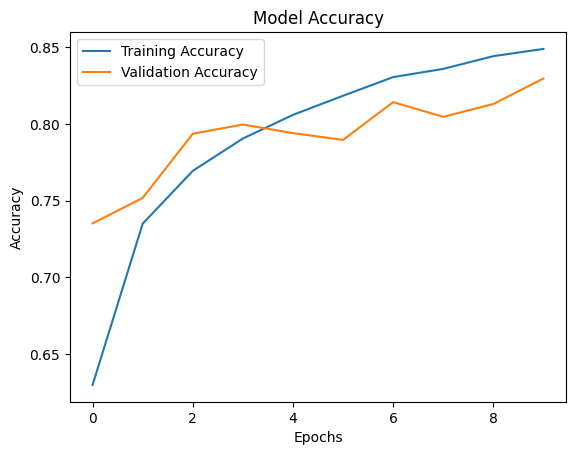 Model Accuracy
Training Accuracy
Validation Accuracy
0.85
0.80
0.75
0.70
0.65
Accuracy
0 2 4 6 8
Epochs